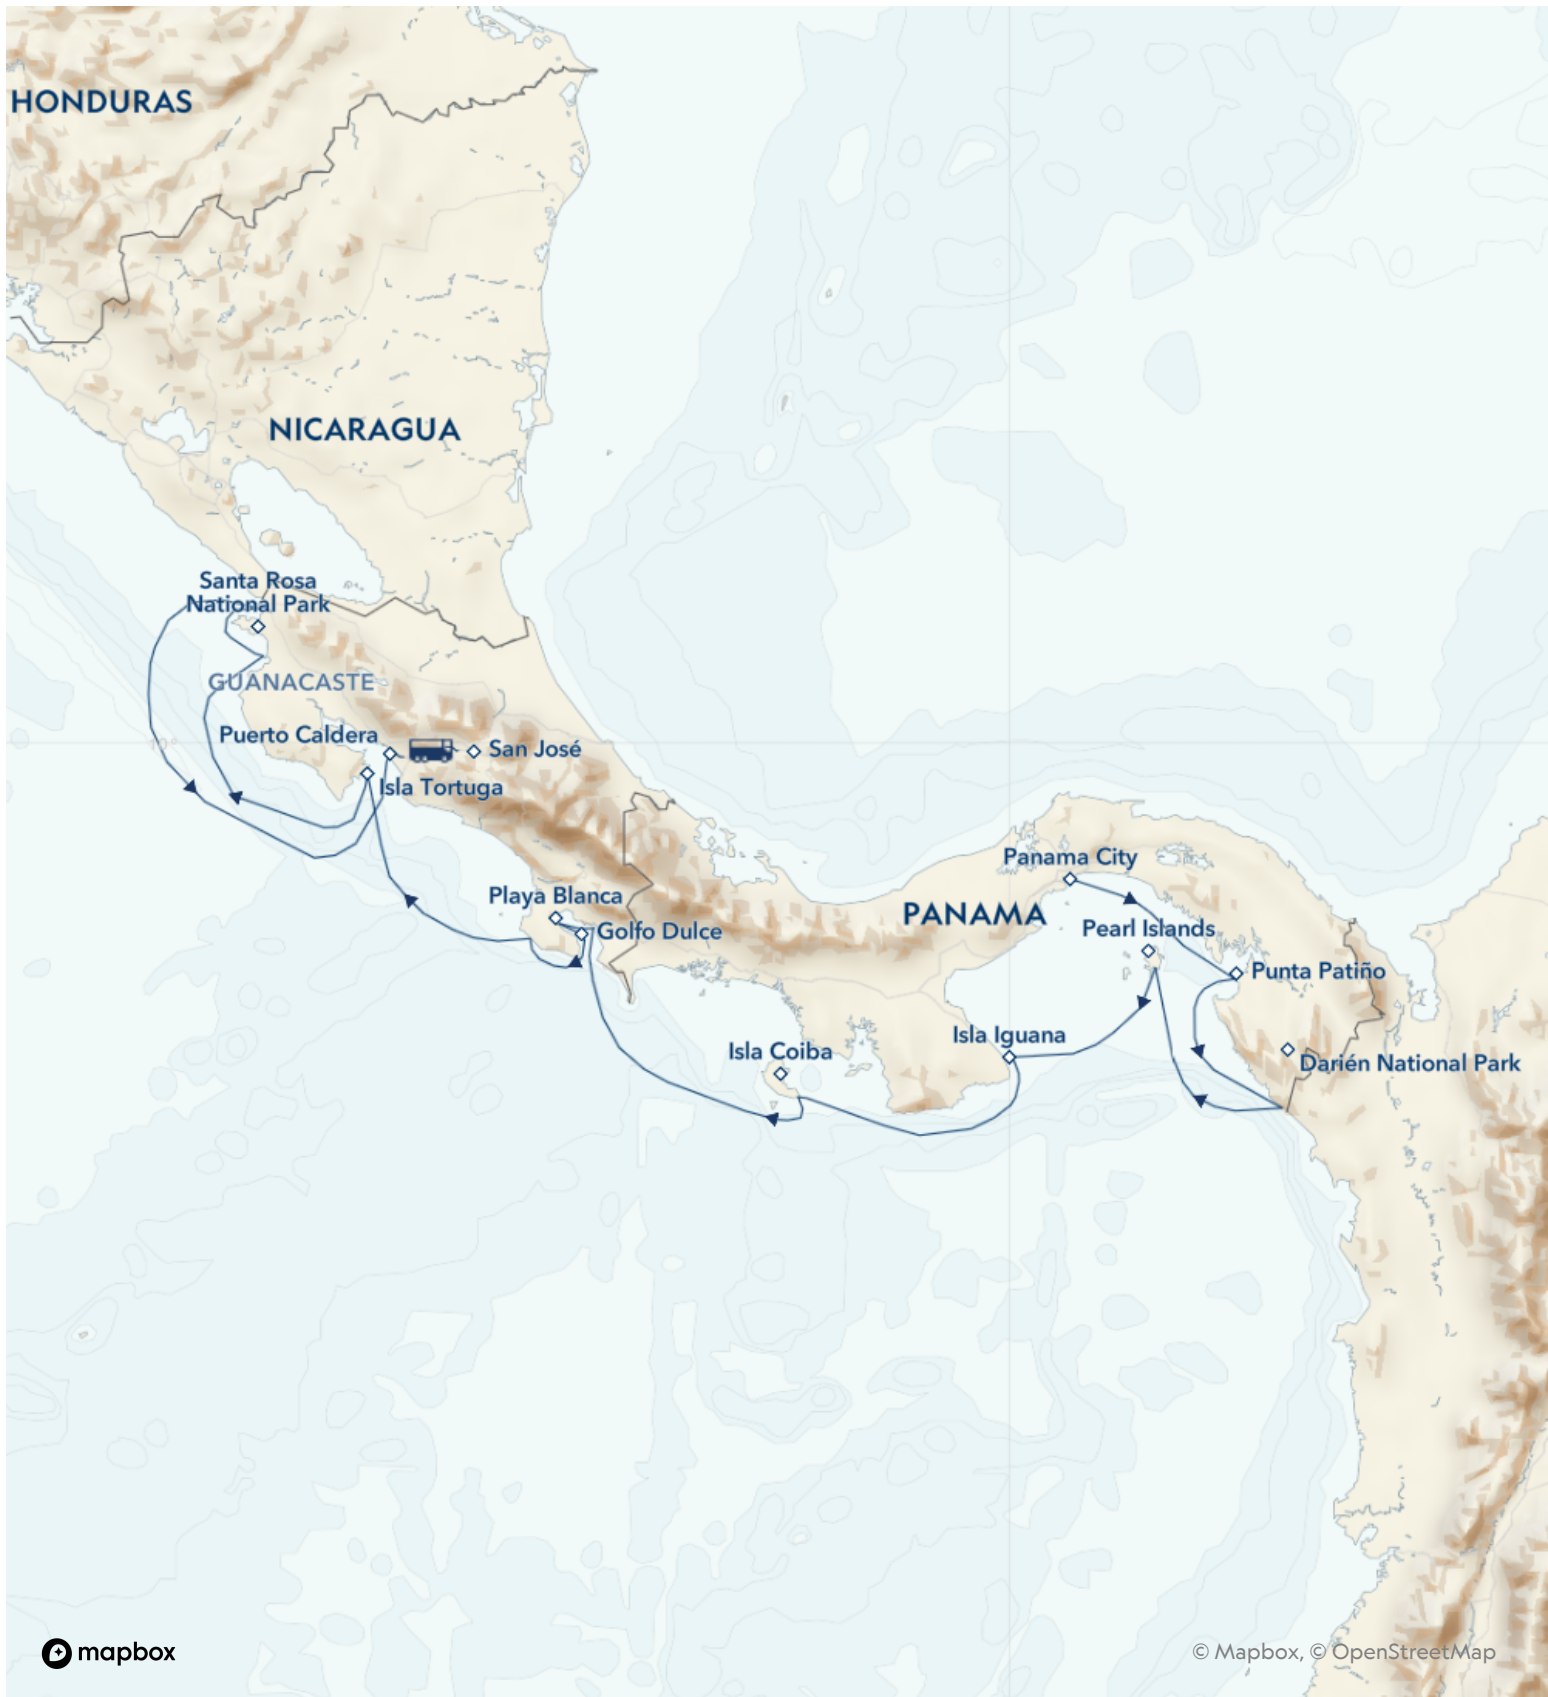 HONDURAS
NICARAGUA
Santa Rosa
National Park
GUANACASTE
Puerto Caldera
10°
San José
Isla Tortuga
Playa Blanca
Golfo Dulce
Panama City
PANAMA
Pearl Islands
Punta Patiño
Isla Iguana
Isla Coiba
Darién National Park
mapbox
© Mapbox, © OpenStreetMap